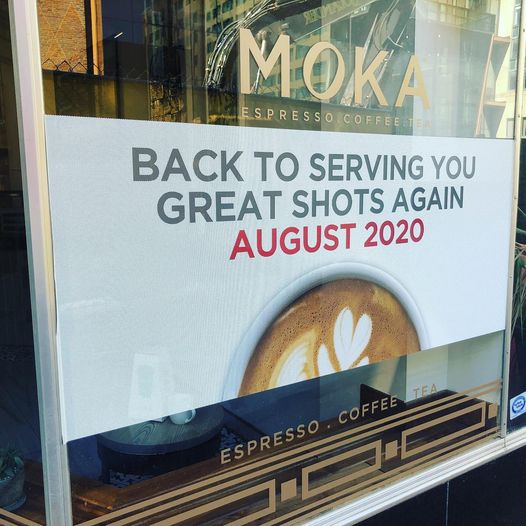 MOKA
ESPRESSO.COFFEE.TEA
BACK TO SERVING YOU
GREAT SHOTS AGAIN
AUGUST 2020
ESPRESSO . COFFEE . TEA